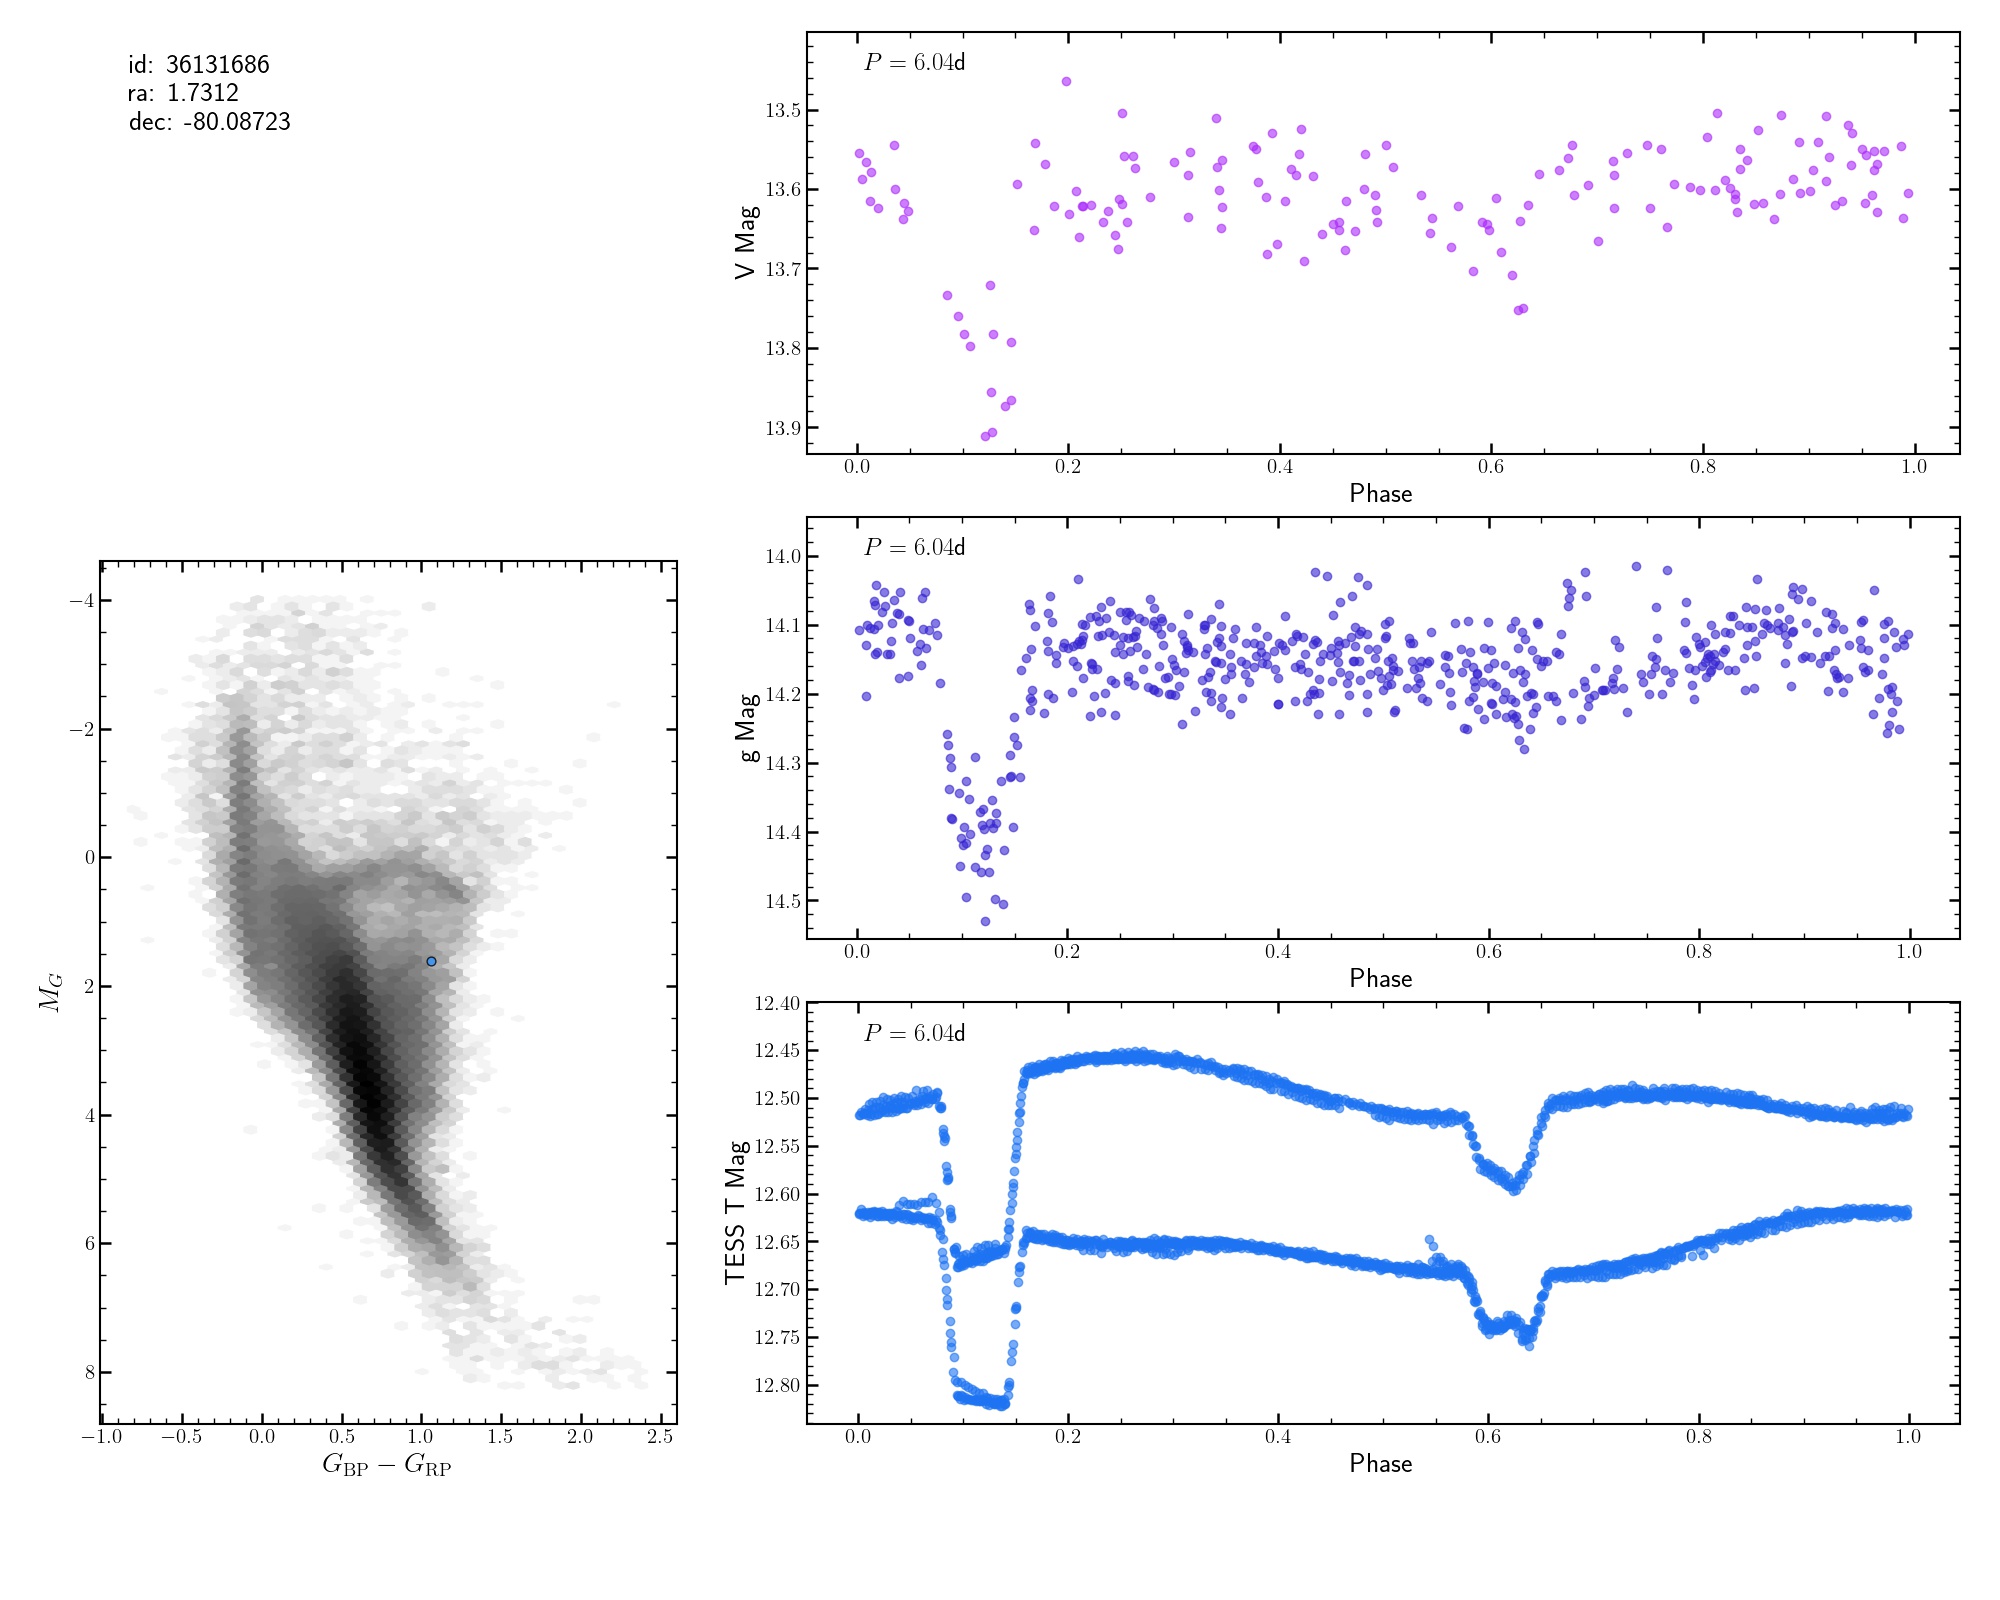 id: 36131686
ra: 1.7312
dec: -80.08723
P = 6.04d
13.5
13.6
13.7
13.8
13.9
V Mag
0.0 0.2 0.4 0.6 0.8 1.0
Phase
P = 6.04d
14.0
14.1
14.2
14.3
14.4
14.5
g Mag
0.0 0.2 0.4 0.6 0.8 1.0
Phase
−4
−2
0
2
4
6
8
M_G
−1.0 −0.5 0.0 0.5 1.0 1.5 2.0 2.5
G_BP − G_RP
P = 6.04d
12.40
12.45
12.50
12.55
12.60
12.65
12.70
12.75
12.80
TESS T Mag
0.0 0.2 0.4 0.6 0.8 1.0
Phase